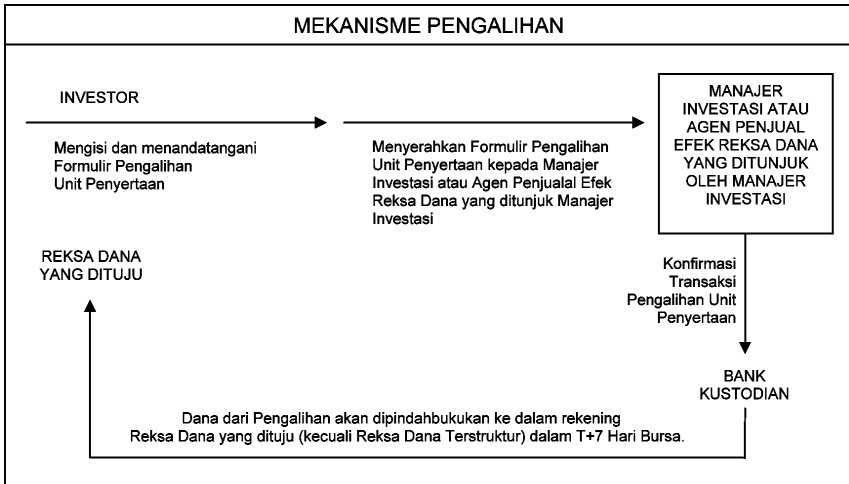 MEKANISME PENGALIHAN
INVESTOR
Mengisi dan menandatangani
Formulir Pengalihan
Unit Penyertaan
Menyerahkan Formulir Pengalihan
Unit Penyertaan kepada Manajer
Investasi atau Agen Penjualal Efek
Reksa Dana yang ditunjuk Manajer
Investasi
MANAJER
INVESTASI ATAU
AGEN PENJUAL
EFEK REKSA DANA
YANG DITUNJUK
OLEH MANAJER
INVESTASI
Konfirmasi
Transaksi
Pengalihan Unit
Penyertaan
BANK
KUSTODIAN
Dana dari Pengalihan akan dipindahbukukan ke dalam rekening
Reksa Dana yang dituju (kecuali Reksa Dana Terstruktur) dalam T+7 Hari Bursa.
REKSA DANA
YANG DITUJU